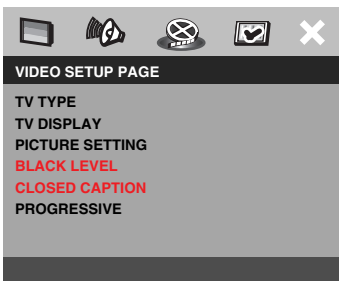 VIDEO SETUP PAGE
TV TYPE
TV DISPLAY
PICTURE SETTING
BLACK LEVEL
CLOSED CAPTION
PROGRESSIVE